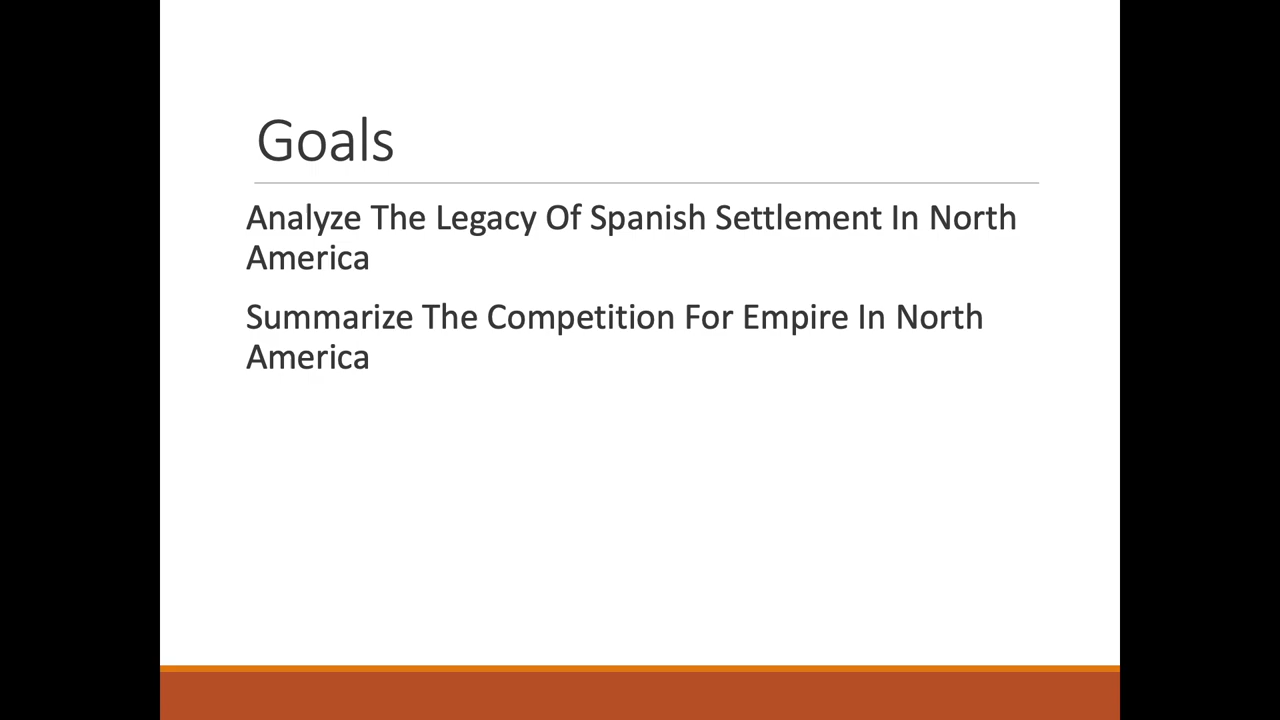 Goals
Analyze The Legacy Of Spanish Settlement In North
America
Summarize The Competition For Empire In North
America